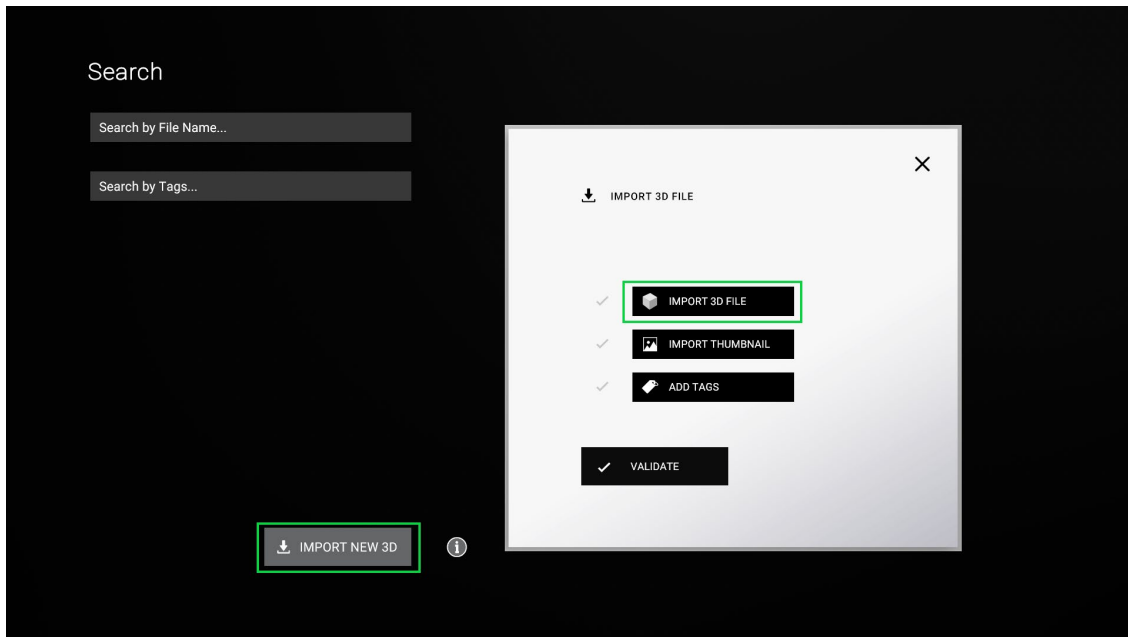 Search
Search by File Name...
Search by Tags...
IMPORT NEW 3D
i
IMPORT 3D FILE
IMPORT 3D FILE
IMPORT THUMBNAIL
ADD TAGS
VALIDATE